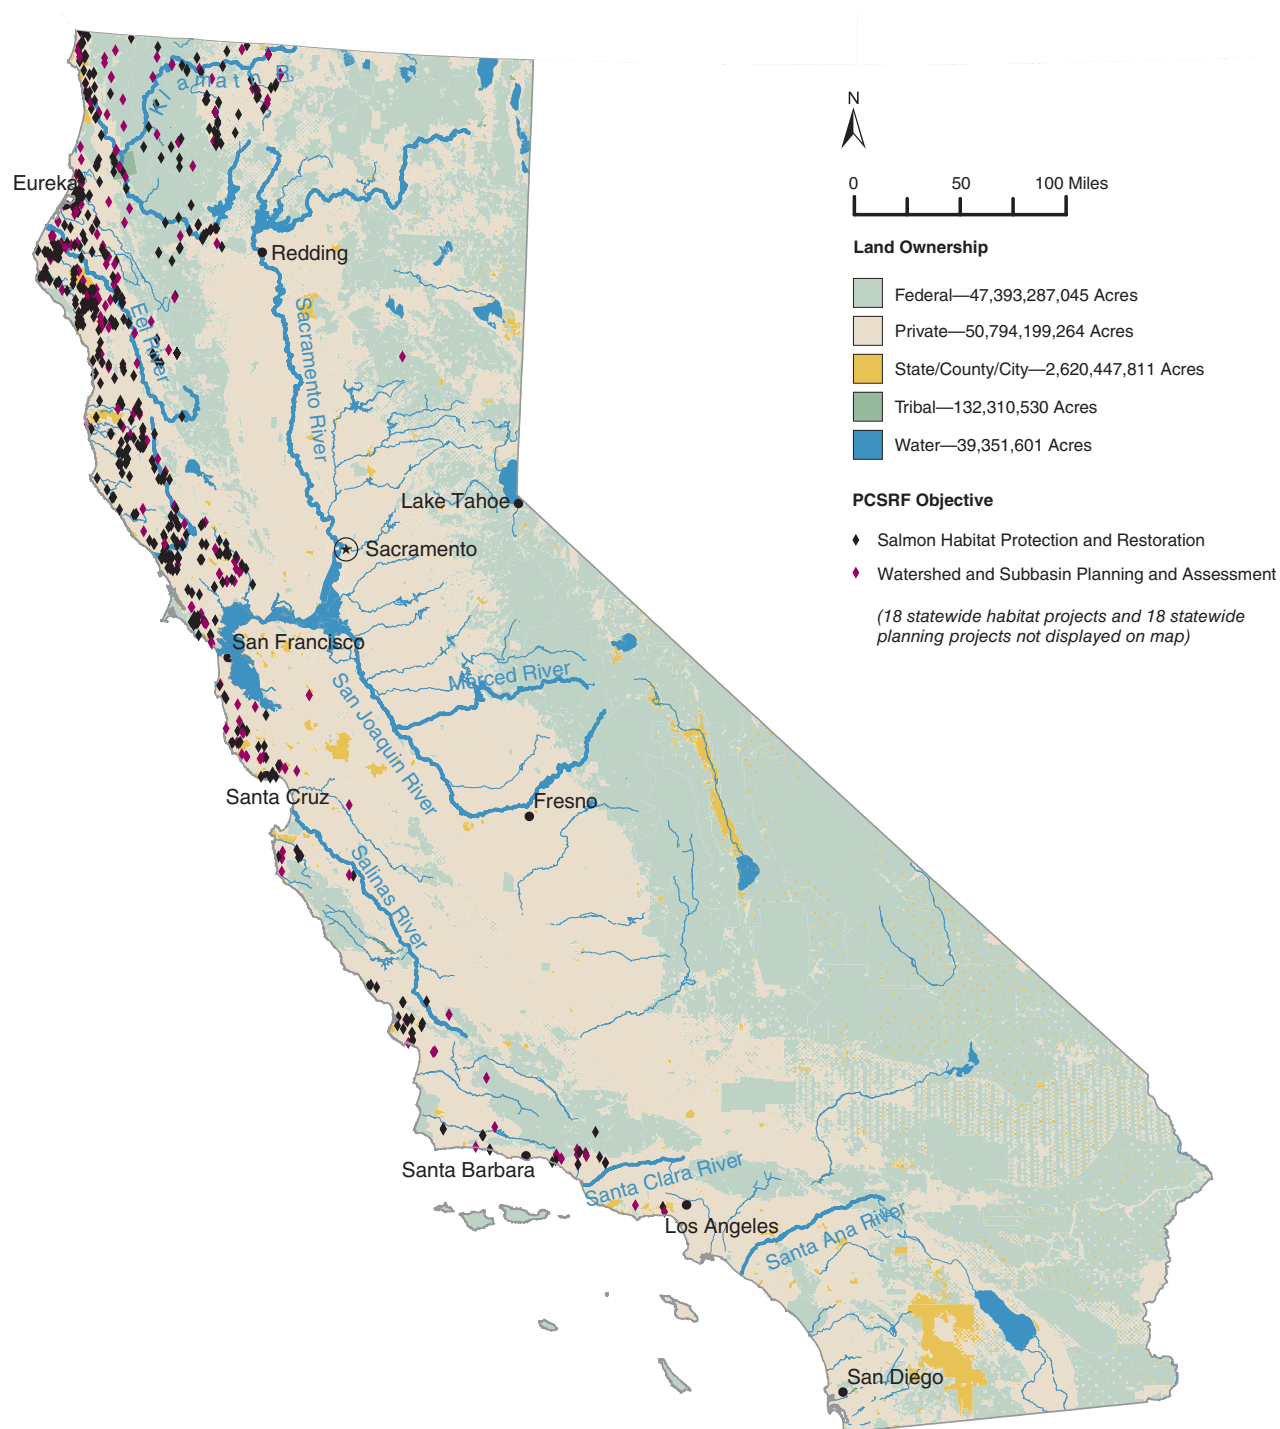 N
0 50 100 Miles
Land Ownership
Federal—47,393,287,045 Acres
Private—50,794,199,264 Acres
State/County/City—2,620,447,811 Acres
Tribal—132,310,530 Acres
Water—39,351,601 Acres
PCSRF Objective
Salmon Habitat Protection and Restoration
Watershed and Subbasin Planning and Assessment
(18 statewide habitat projects and 18 statewide
planning projects not displayed on map)
Klamath R
Eureka
Redding
Sacramento River
Eel River
Lake Tahoe
Sacramento
San Francisco
Merced River
San Joaquin River
Santa Cruz
Fresno
Salinas River
Santa Barbara
Santa Clara River
Los Angeles
Santa Ana River
San Diego